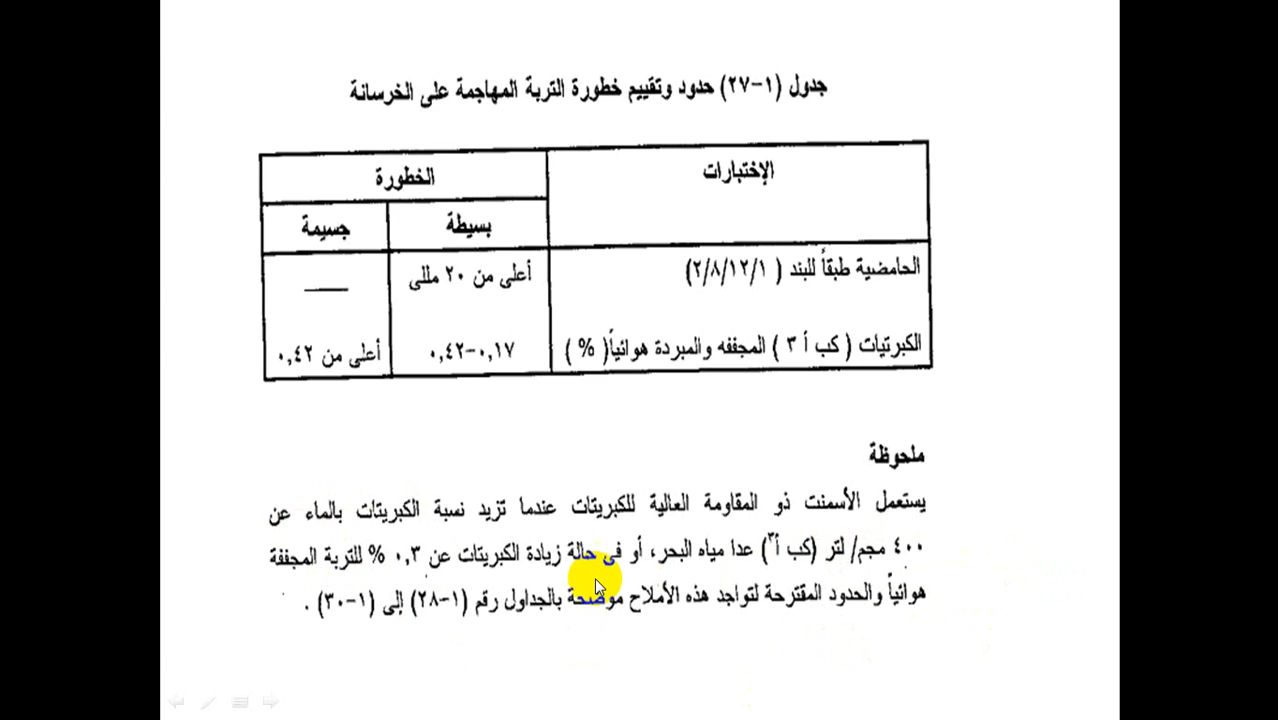 جدول (١-٢٧) حدود وتقييم خطورة التربة المهاجمة على الخرسانة
الإختبارات
الخطورة
بسيطة
جسيمة
الحامضية طبقاً للبند ( ٢/٨/١٢/١)
أعلى من ٢٠ مللى
الكبرتيات ( كب أ ٣ ) المجففه والمبردة هوائياً( % )
٠,١٧-٠,٤٢
أعلى من ٠,٤٢
ملحوظة
يستعمل الأسمنت ذو المقاومة العالية للكبريتات عندما تزيد نسبة الكبريتات بالماء عن
٤٠٠ مجم/ لتر (كب أ٣) عدا مياه البحر، أو فى حالة زيادة الكبريتات عن ٠,٣ % للتربة المجففة
هوائياً والحدود المقترحة لتواجد هذه الأملاح موضحة بالجداول رقم (١-٢٨) إلى (١-٣٠) .